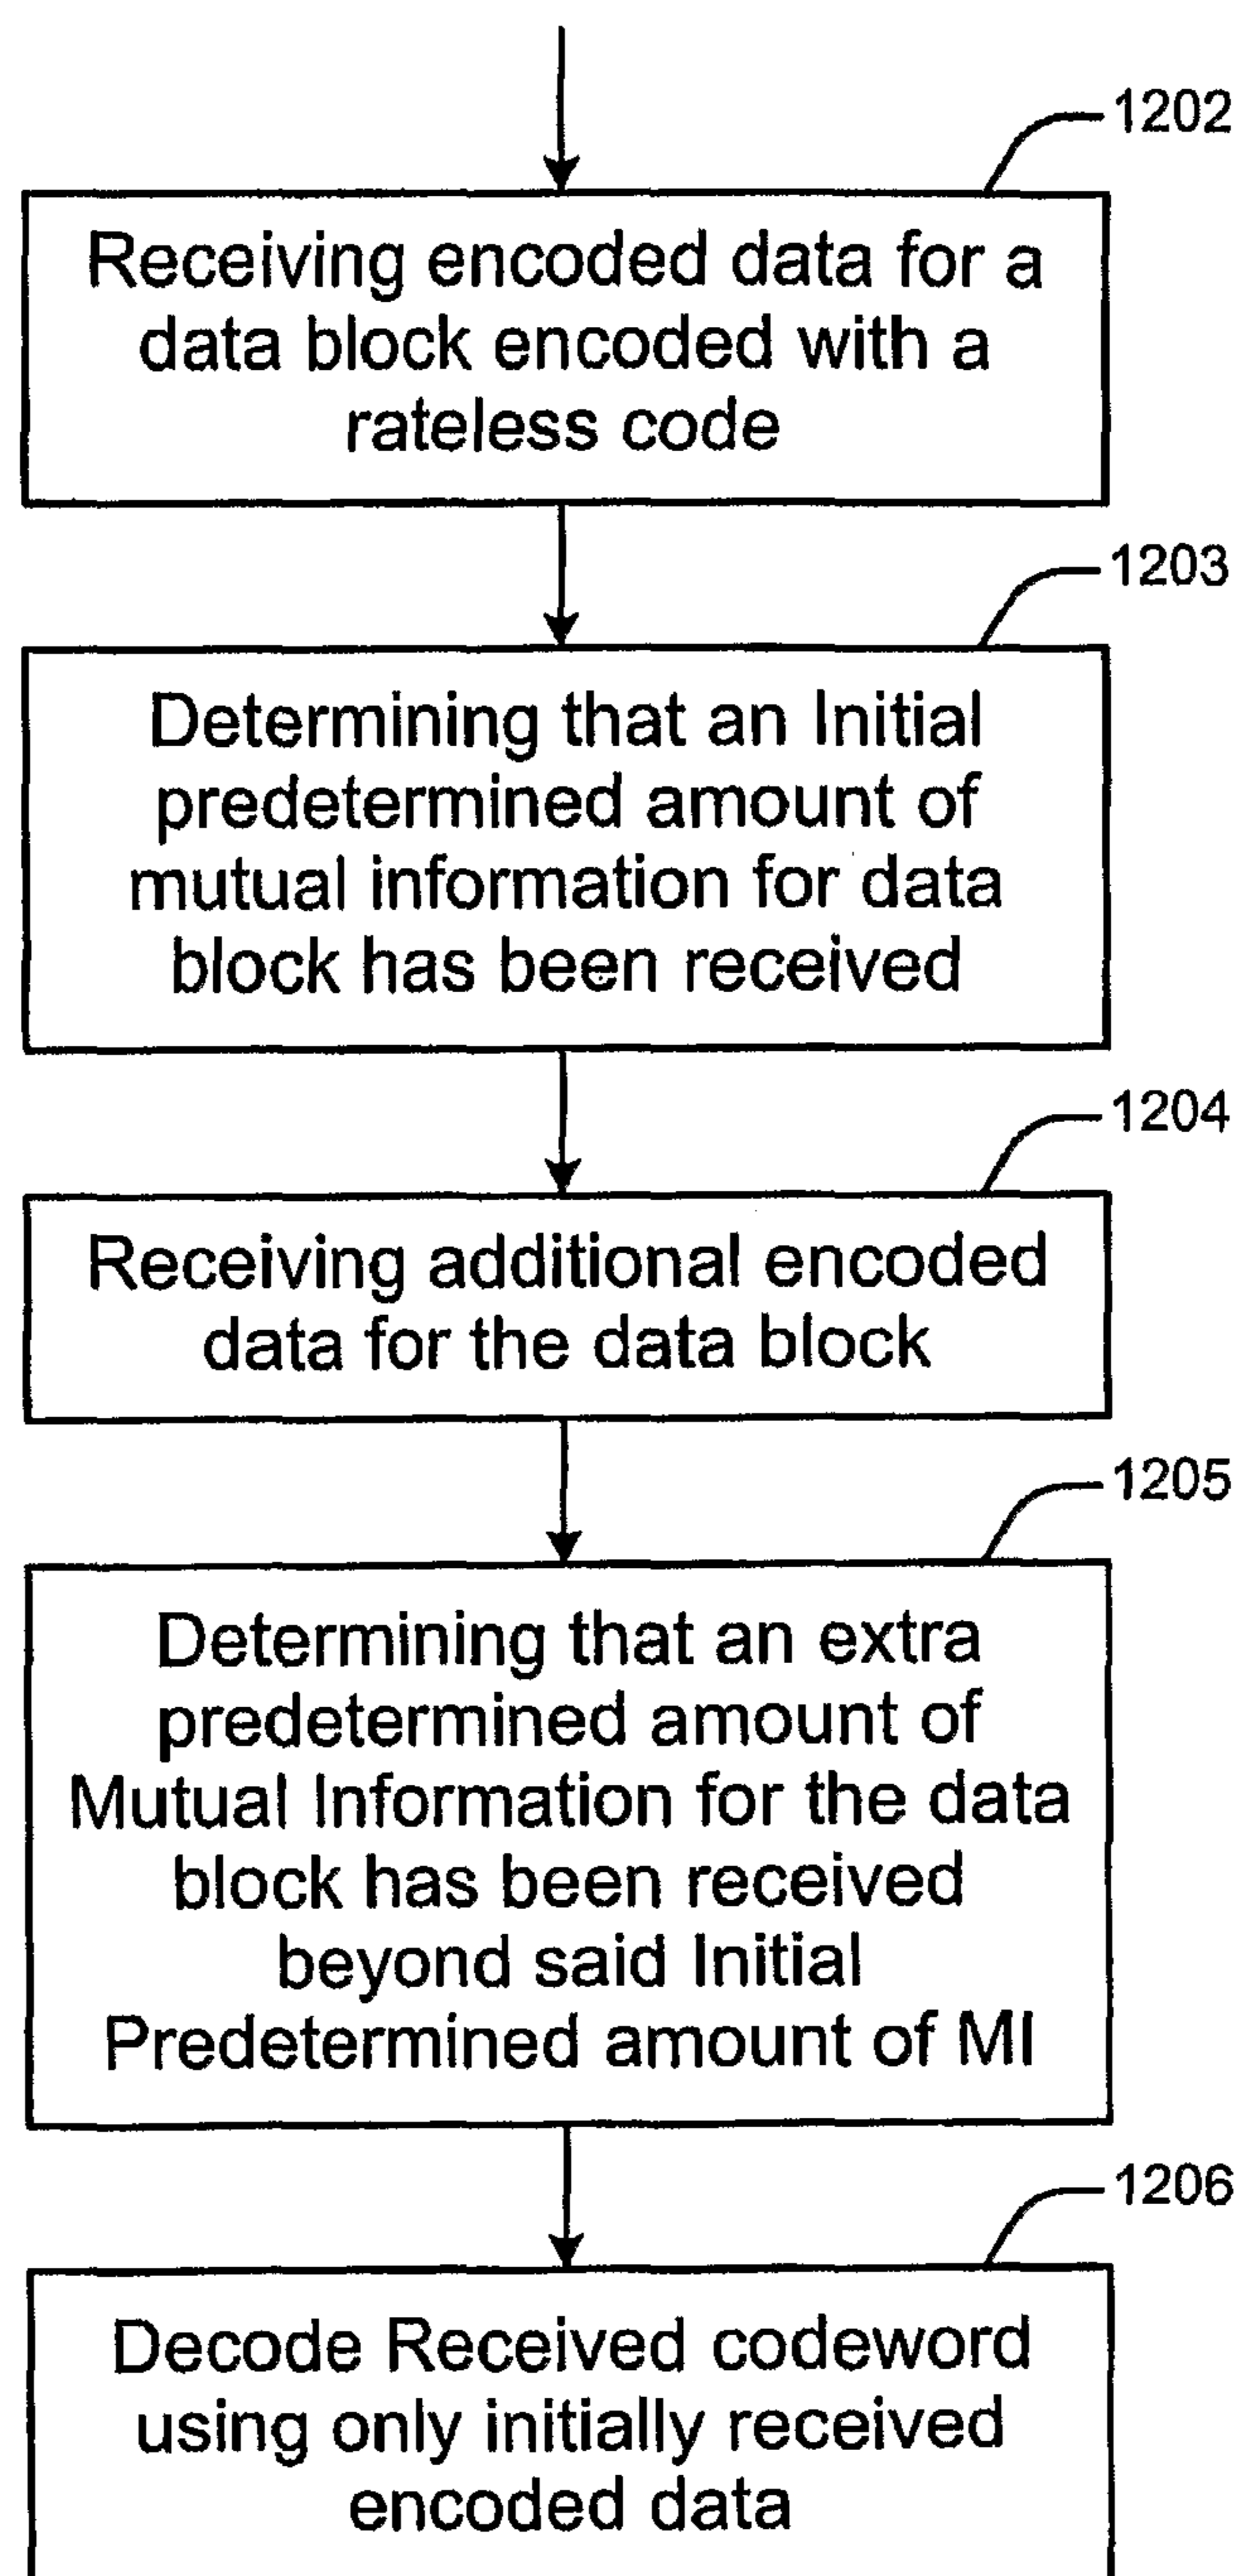 1202
Receiving encoded data for a
data block encoded with a
rateless code
1203
Determining that an Initial
predetermined amount of
mutual information for data
block has been received
1204
Receiving additional encoded
data for the data block
1205
Determining that an extra
predetermined amount of
Mutual Information for the data
block has been received
beyond said Initial
Predetermined amount of MI
1206
Decode Received codeword
using only initially received
encoded data